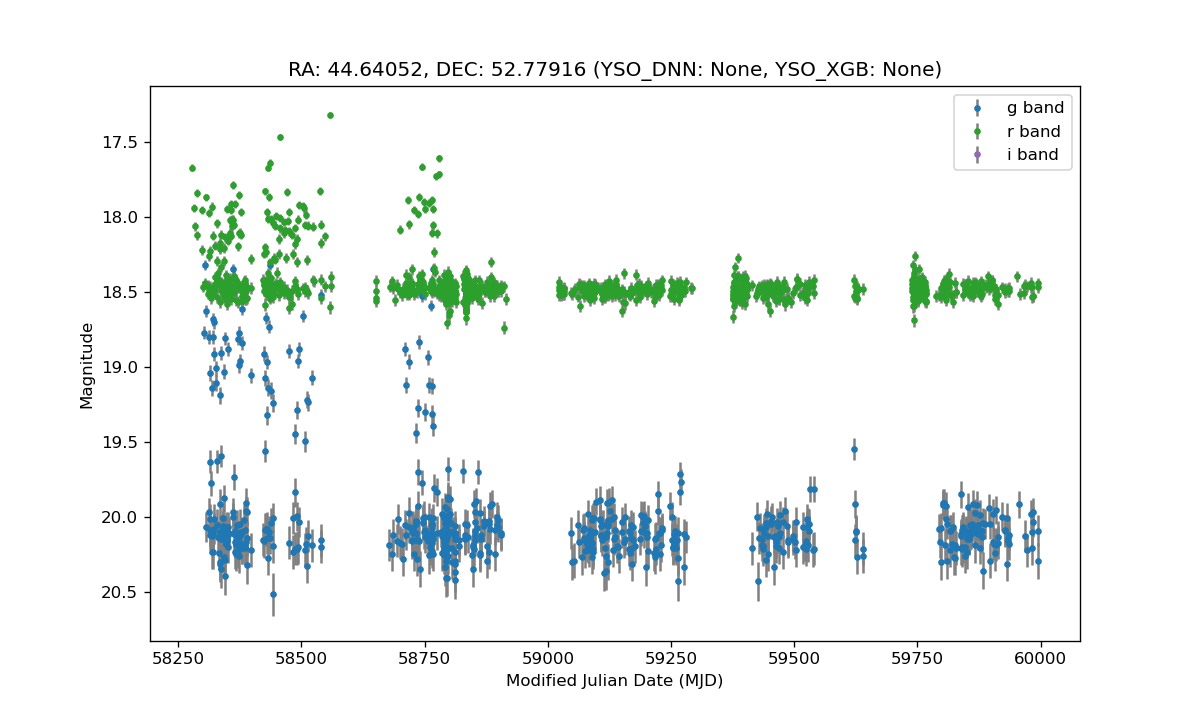 RA: 44.64052, DEC: 52.77916 (YSO_DNN: None, YSO_XGB: None)
g band
r band
i band
17.5
18.0
18.5
19.0
19.5
20.0
20.5
Magnitude
58250
58500
58750
59000
59250
59500
59750
60000
Modified Julian Date (MJD)